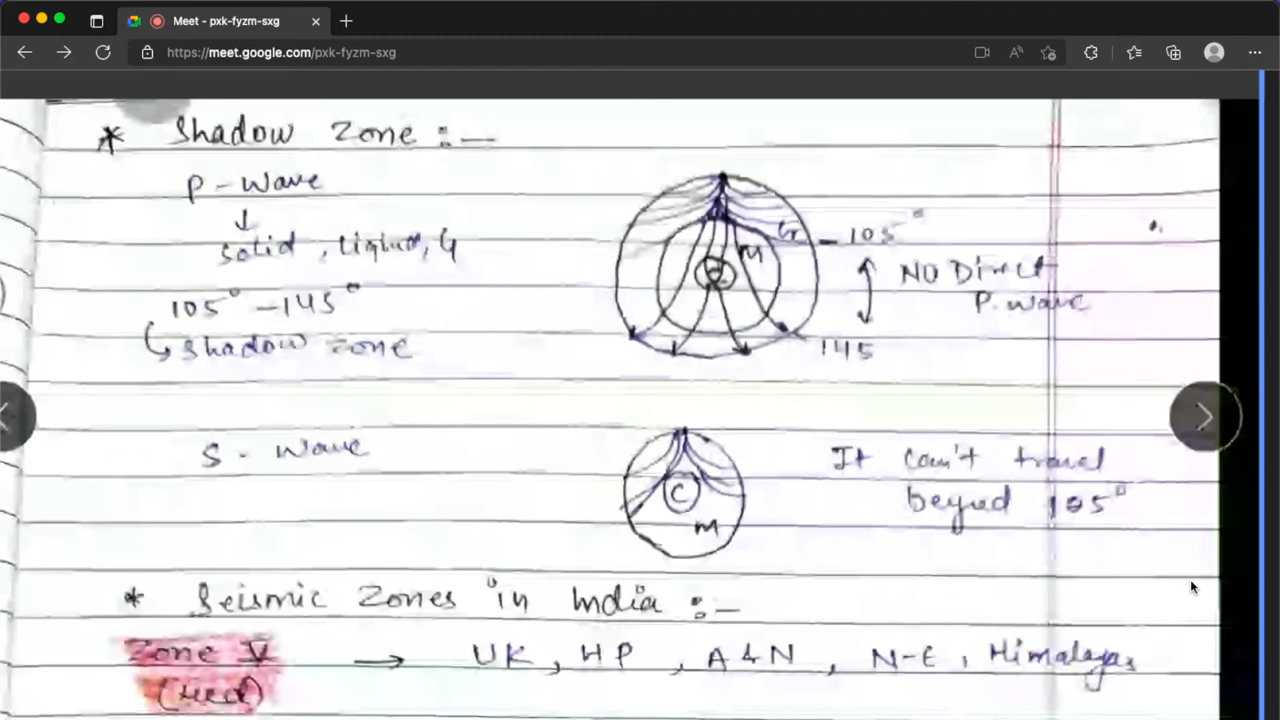 Meet - pxk-fyzm-sxg
https://meet.google.com/pxk-fyzm-sxg
* Shadow Zone :—
P - Wave
↓
Solid , Liquid, G
105° - 145°
↳ Shadow zone
G
M
C
- 105°
NO Direct
P. Wave
145
S - Wave
C
M
It can't travel
beyond 105°
* Seismic Zones in India :—
Zone V → UK , HP , A & N , N-E , Himalayas
(Red)